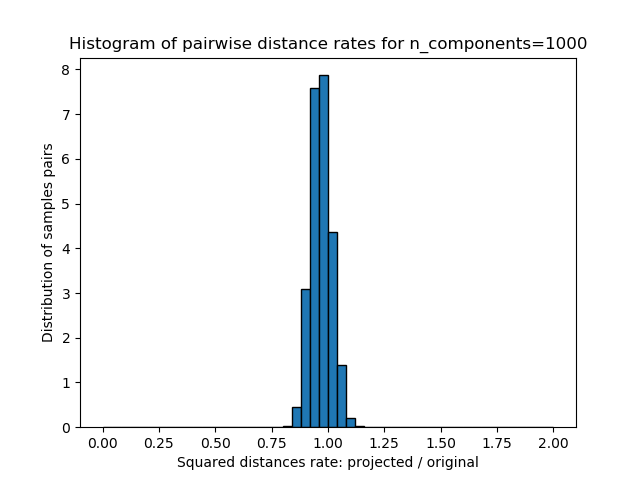 Histogram of pairwise distance rates for n_components=1000
Distribution of samples pairs
8
7
6
5
4
3
2
1
0
0.00 0.25 0.50 0.75 1.00 1.25 1.50 1.75 2.00
Squared distances rate: projected / original